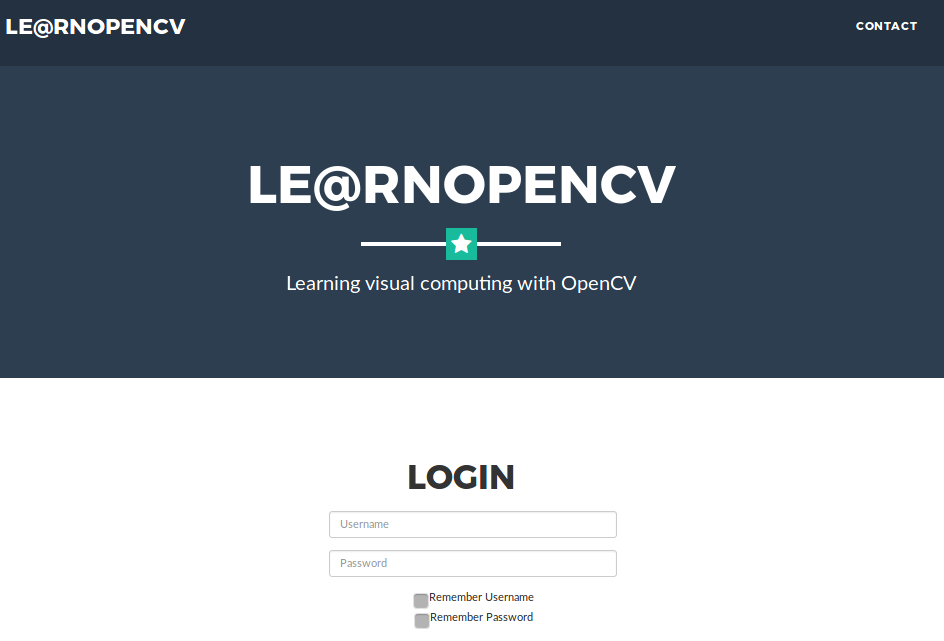 LE@RNOPENCV
CONTACT
LE@RNOPENCV
Learning visual computing with OpenCV
LOGIN
Username
Password
Remember Username
Remember Password